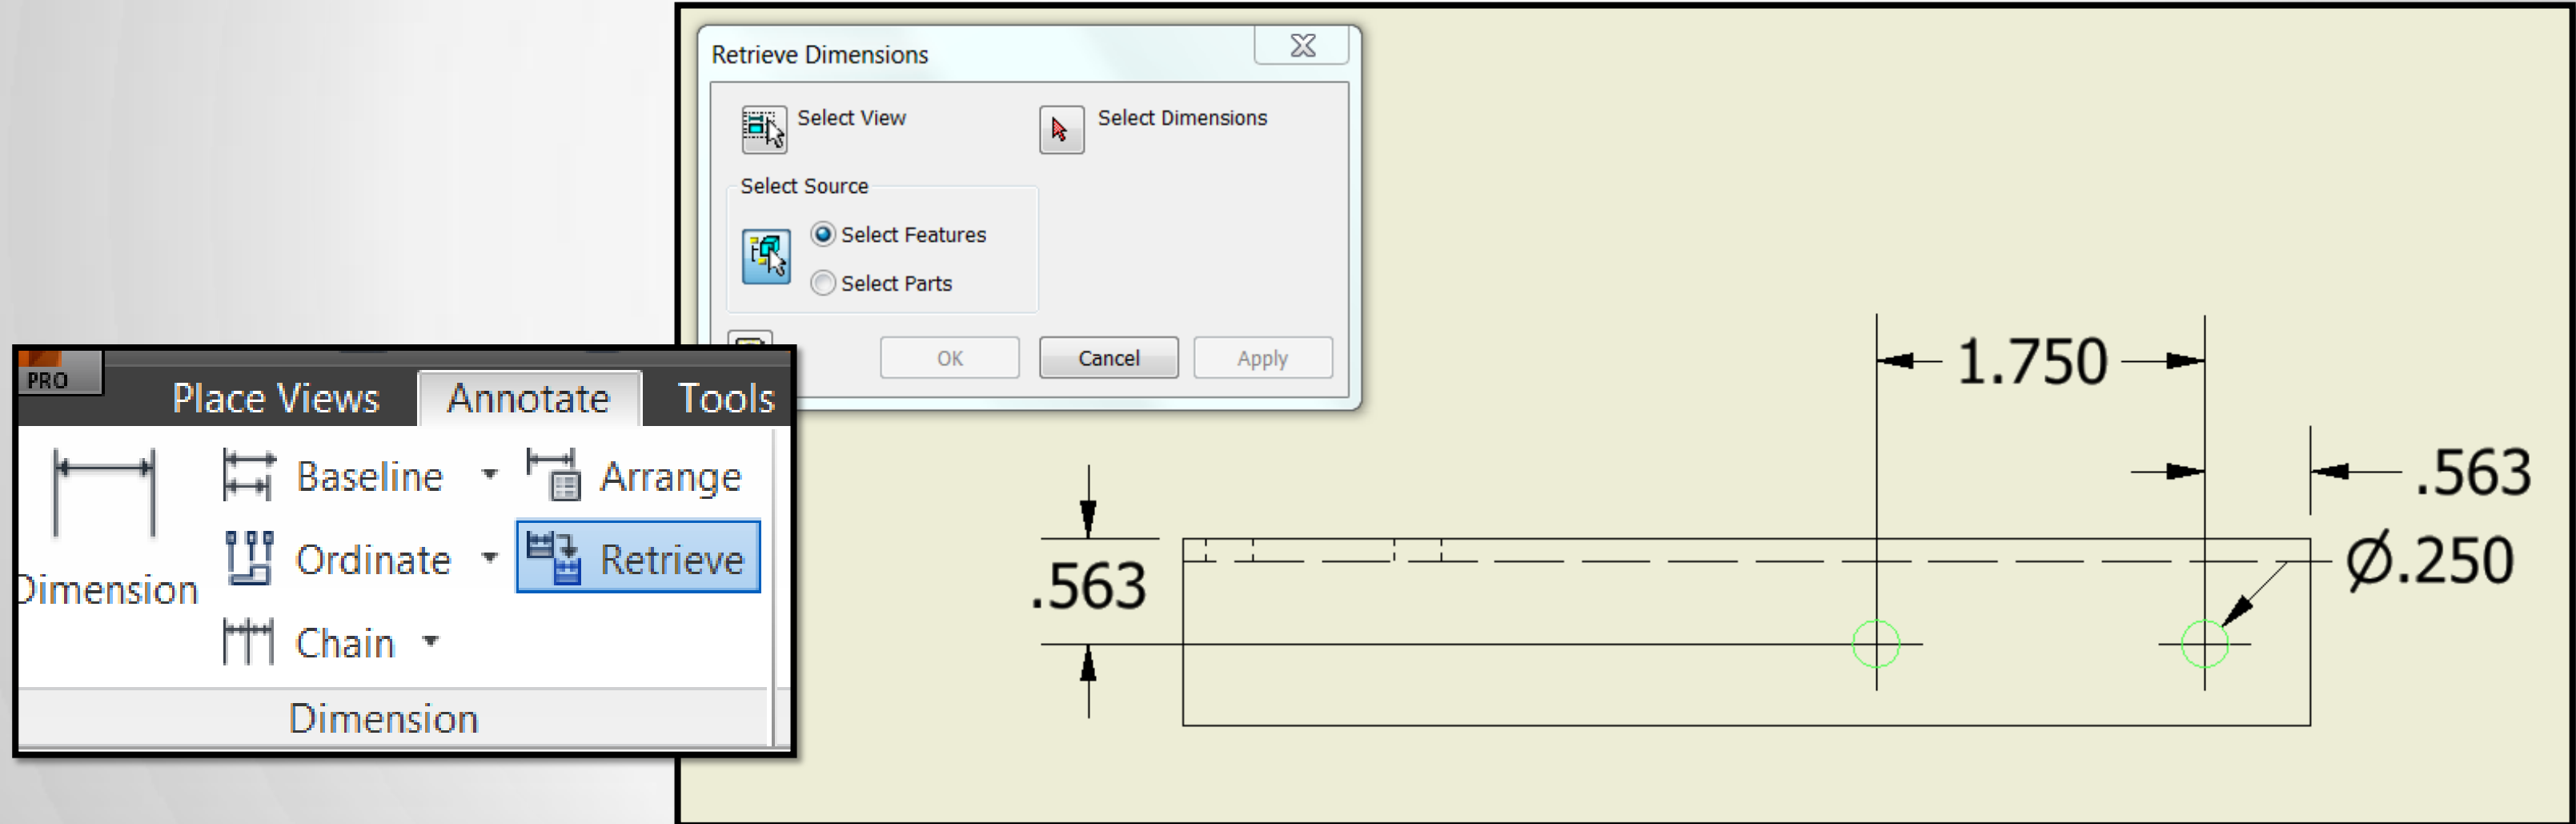 Retrieve Dimensions
Select View
Select Dimensions
Select Source
Select Features
Select Parts
OK
Cancel
Apply
PRO
Place Views
Annotate
Tools
Dimension
Baseline
Arrange
Ordinate
Retrieve
Chain
Dimension
1.750
.563
.563
Ø.250